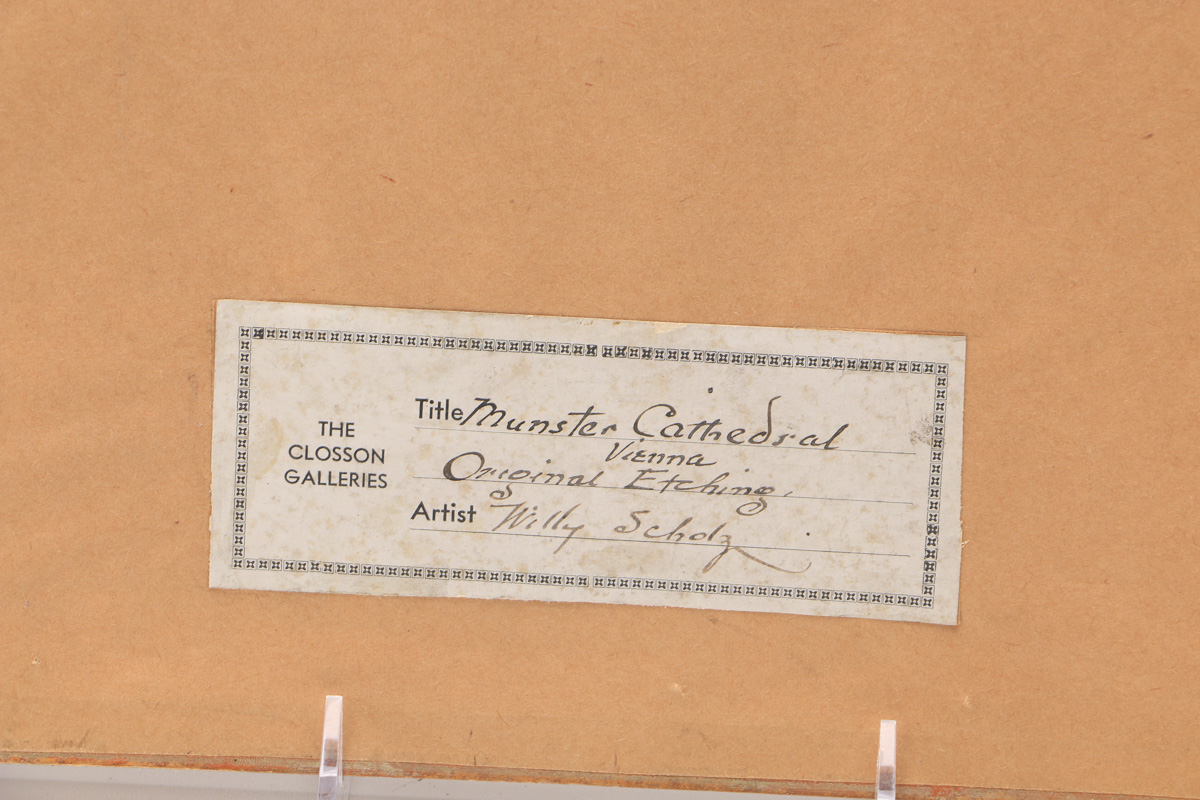 THE
CLOSSON
GALLERIES
Title Munster Cathedral
Vienna
Original Etching.
Artist Willy Scholz